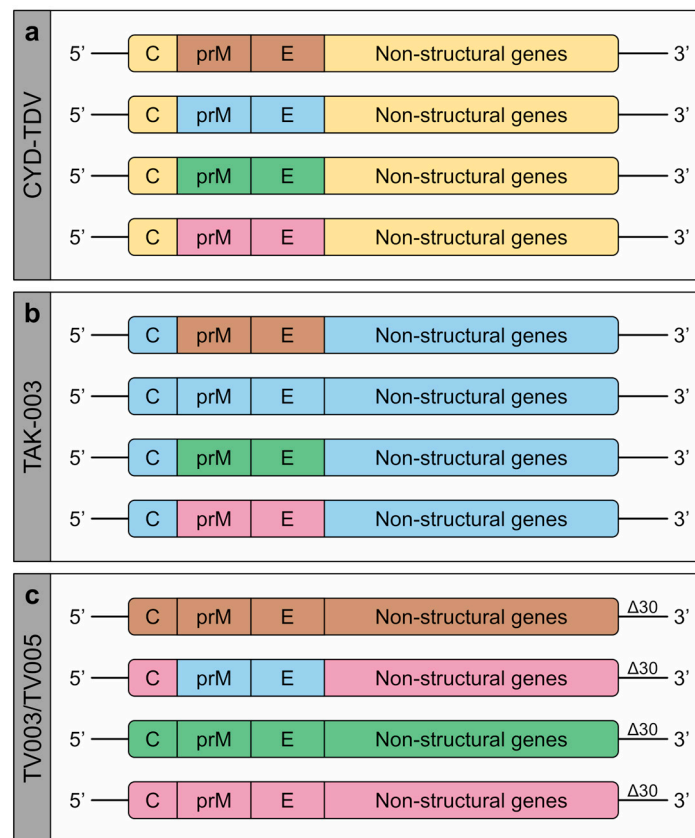 a
CYD-TDV
5’ C prM E Non-structural genes 3’
5’ C prM E Non-structural genes 3’
5’ C prM E Non-structural genes 3’
5’ C prM E Non-structural genes 3’
b
TAK-003
5’ C prM E Non-structural genes 3’
5’ C prM E Non-structural genes 3’
5’ C prM E Non-structural genes 3’
5’ C prM E Non-structural genes 3’
c
TV003/TV005
5’ C prM E Non-structural genes Δ30 3’
5’ C prM E Non-structural genes Δ30 3’
5’ C prM E Non-structural genes Δ30 3’
5’ C prM E Non-structural genes Δ30 3’